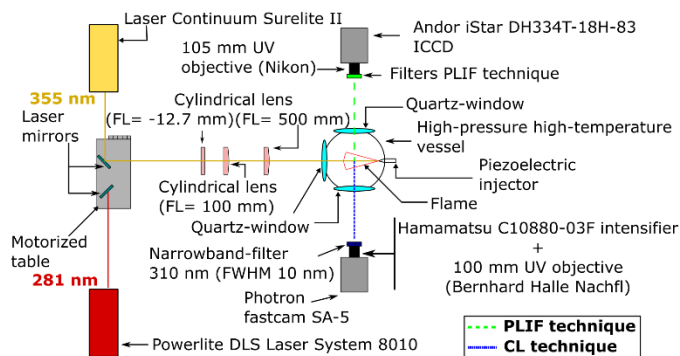 Laser Continuum Surelite II
105 mm UV
objective (Nikon)
Andor iStar DH334T-18H-83
ICCD
Filters PLIF technique
355 nm
Laser
mirrors
Cylindrical lens
(FL= -12.7 mm)
Cylindrical lens
(FL= 500 mm)
Quartz-window
High-pressure high-temperature
vessel
Piezoelectric
injector
Cylindrical lens
(FL= 100 mm)
Flame
Quartz-window
Motorized
table
281 nm
Narrowband-filter
310 nm (FWHM 10 nm)
Hamamatsu C10880-03F intensifier
+
100 mm UV objective
(Bernhard Halle Nachfl)
Photron
fastcam SA-5
PLIF technique
CL technique
Powerlite DLS Laser System 8010